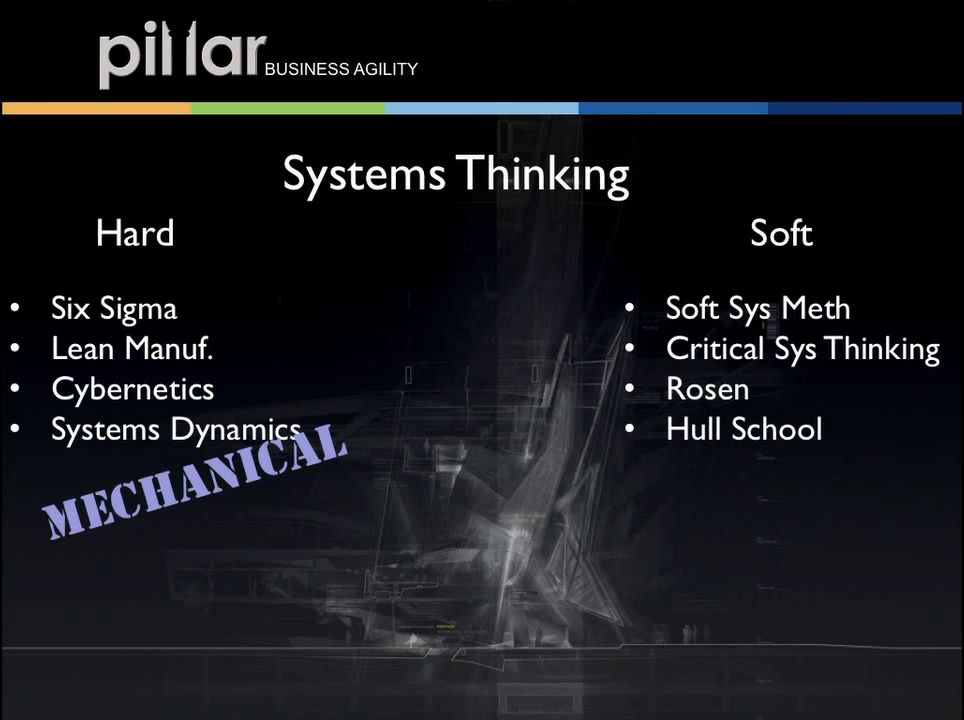 pillar BUSINESS AGILITY
Systems Thinking
Hard
• Six Sigma
• Lean Manuf.
• Cybernetics
• Systems Dynamics
MECHANICAL
Soft
• Soft Sys Meth
• Critical Sys Thinking
• Rosen
• Hull School